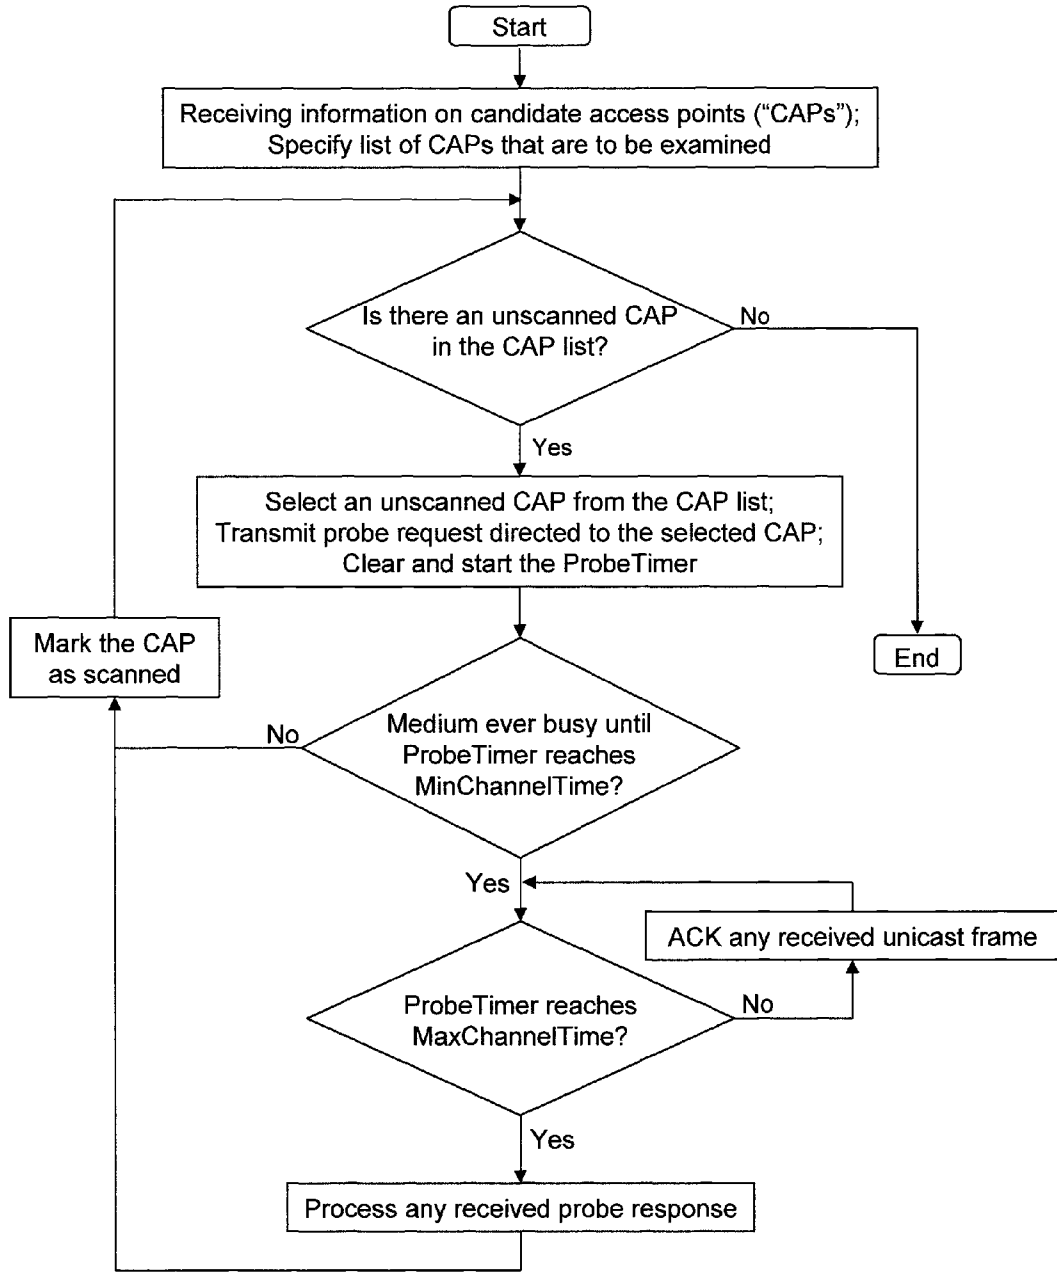 Start
Receiving information on candidate access points (“CAPs”);
Specify list of CAPs that are to be examined
Is there an unscanned CAP
in the CAP list?
No
Yes
Select an unscanned CAP from the CAP list;
Transmit probe request directed to the selected CAP;
Clear and start the ProbeTimer
Mark the CAP
as scanned
End
No
Medium ever busy until
ProbeTimer reaches
MinChannelTime?
Yes
ACK any received unicast frame
ProbeTimer reaches
MaxChannelTime?
No
Yes
Process any received probe response